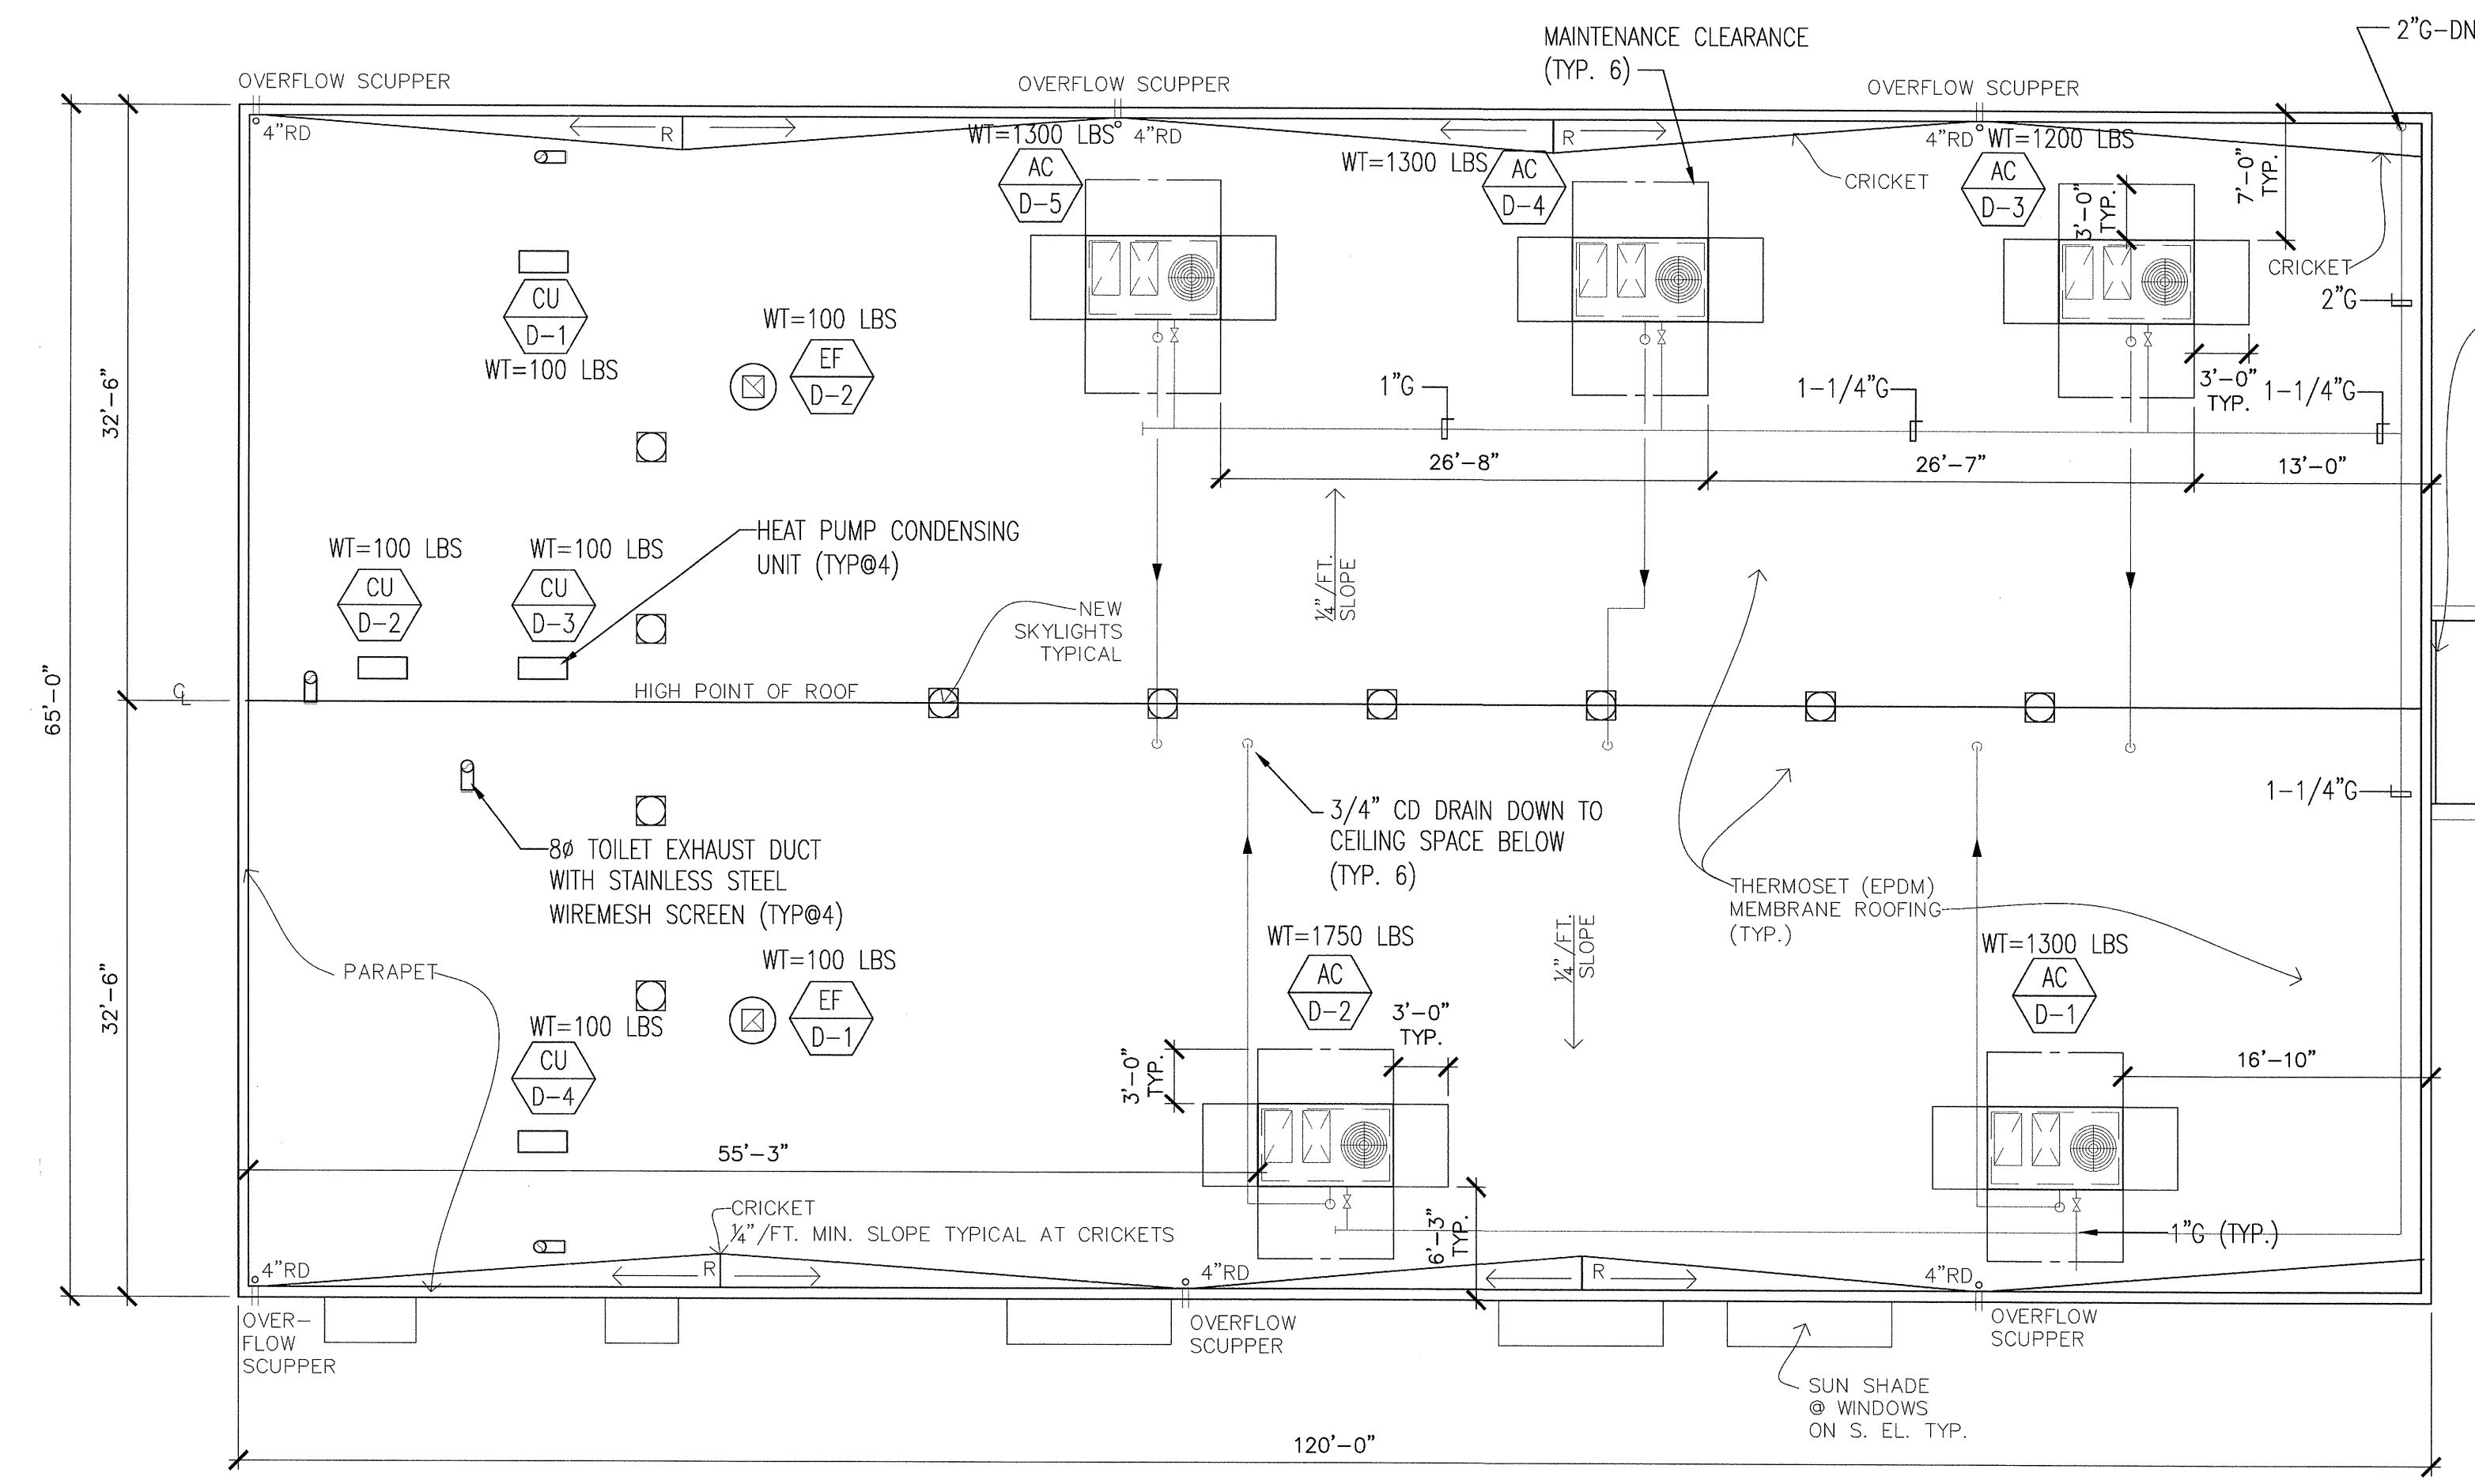 MAINTENANCE CLEARANCE
(TYP. 6)
2"G-DN
OVERFLOW SCUPPER
OVERFLOW SCUPPER
OVERFLOW SCUPPER
4"RD
R
WT=1300 LBS
4"RD
R
4"RD
WT=1200 LBS
WT=1300 LBS
AC
D-5
AC
D-4
AC
D-3
CRICKET
3'-0"
TYP.
7'-0"
TYP.
CRICKET
2"G
CU
D-1
WT=100 LBS
WT=100 LBS
EF
D-2
32'-6"
1"G
1-1/4"G
3'-0"
TYP.
1-1/4"G
26'-8"
26'-7"
13'-0"
HEAT PUMP CONDENSING
UNIT (TYP@4)
WT=100 LBS
WT=100 LBS
CU
D-2
CU
D-3
NEW
SKYLIGHTS
TYPICAL
¼"/FT.
SLOPE
65'-0"
CL
HIGH POINT OF ROOF
1-1/4"G
3/4" CD DRAIN DOWN TO
CEILING SPACE BELOW
(TYP. 6)
8ø TOILET EXHAUST DUCT
WITH STAINLESS STEEL
WIREMESH SCREEN (TYP@4)
THERMOSET (EPDM)
MEMBRANE ROOFING
(TYP.)
PARAPET
32'-6"
WT=100 LBS
EF
D-1
WT=1750 LBS
AC
D-2
¼"/FT.
SLOPE
WT=1300 LBS
AC
D-1
WT=100 LBS
CU
D-4
3'-0"
TYP.
3'-0"
TYP.
16'-10"
55'-3"
CRICKET
¼"/FT. MIN. SLOPE TYPICAL AT CRICKETS
6'-3"
TYP.
1"G (TYP.)
4"RD
R
4"RD
R
4"RD
OVER-
FLOW
SCUPPER
OVERFLOW
SCUPPER
OVERFLOW
SCUPPER
SUN SHADE
@ WINDOWS
ON S. EL. TYP.
120'-0"